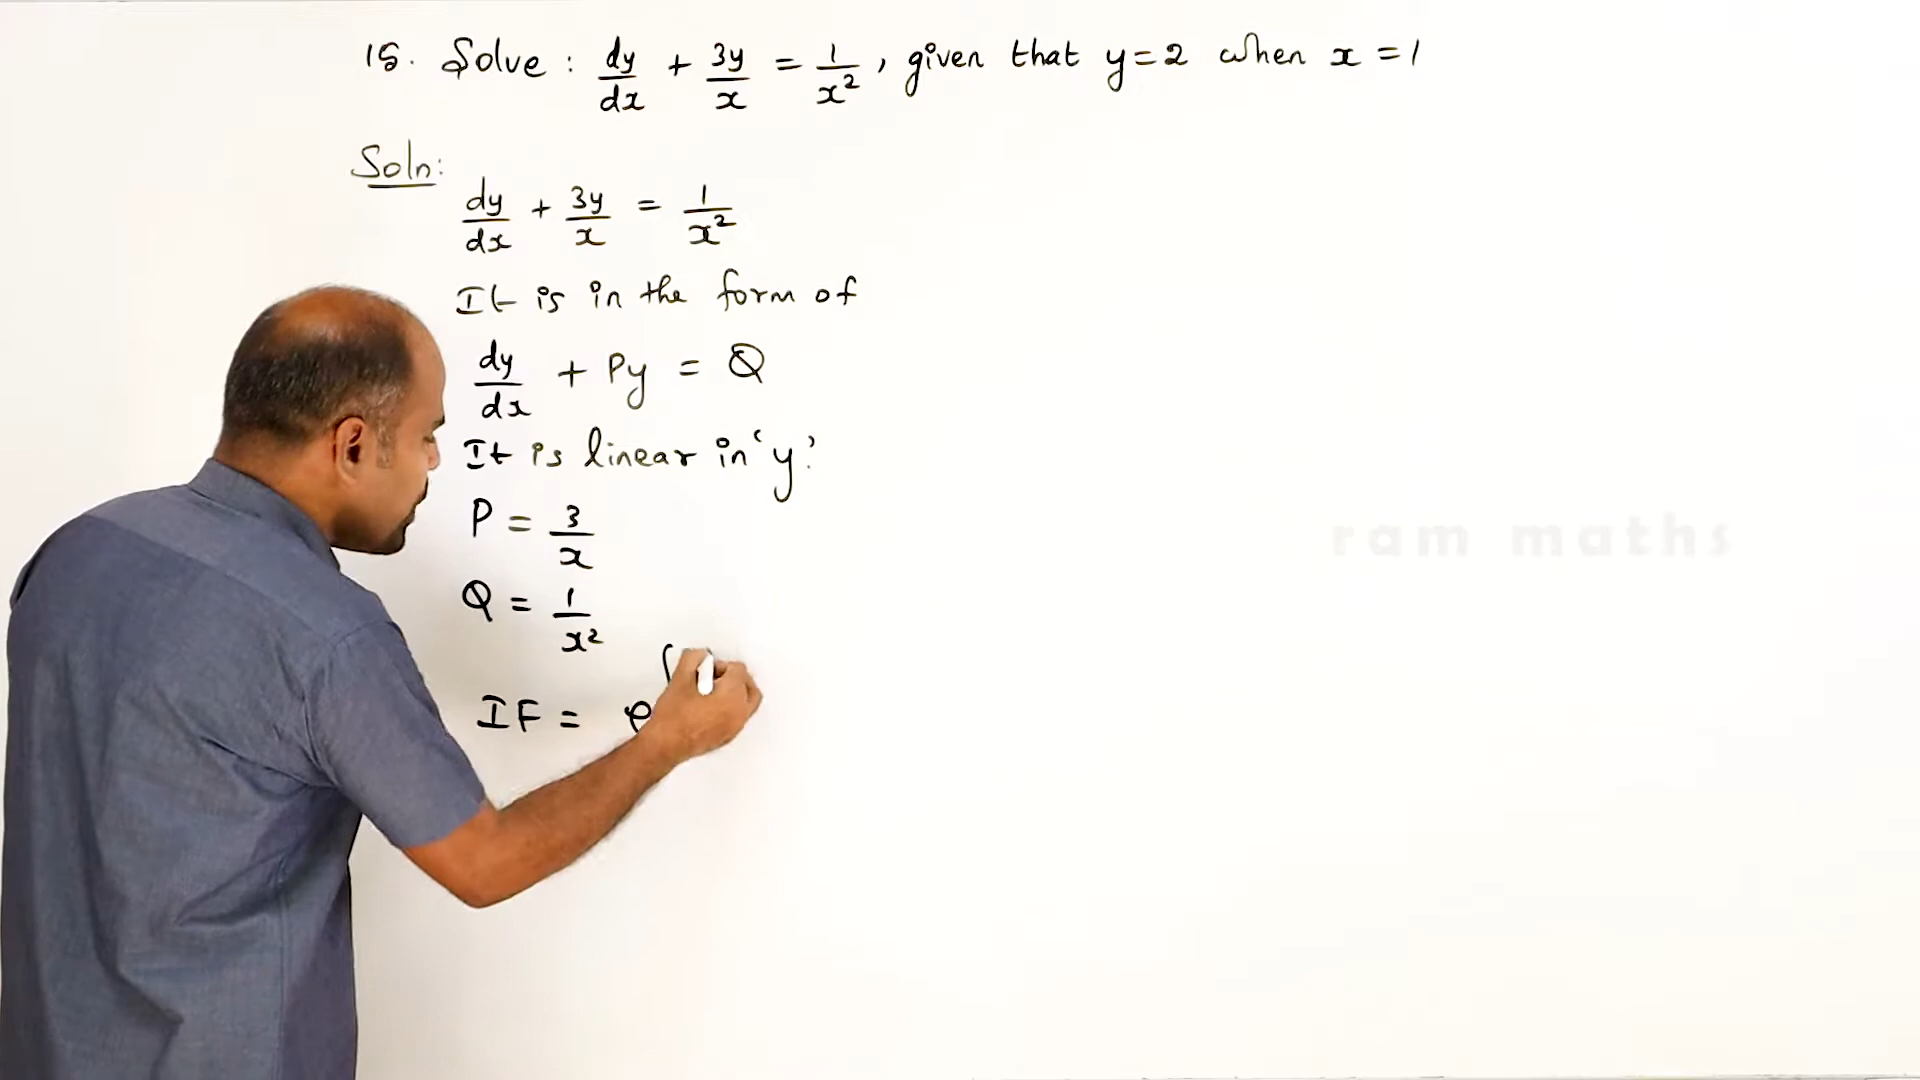 15. Solve : dy/dx + 3y/x = 1/x², given that y=2 when x=1
Soln:
dy/dx + 3y/x = 1/x²
It is in the form of
dy/dx + Py = Q
It is linear in 'y'.
P = 3/x
Q = 1/x²
IF = e^∫
ram maths